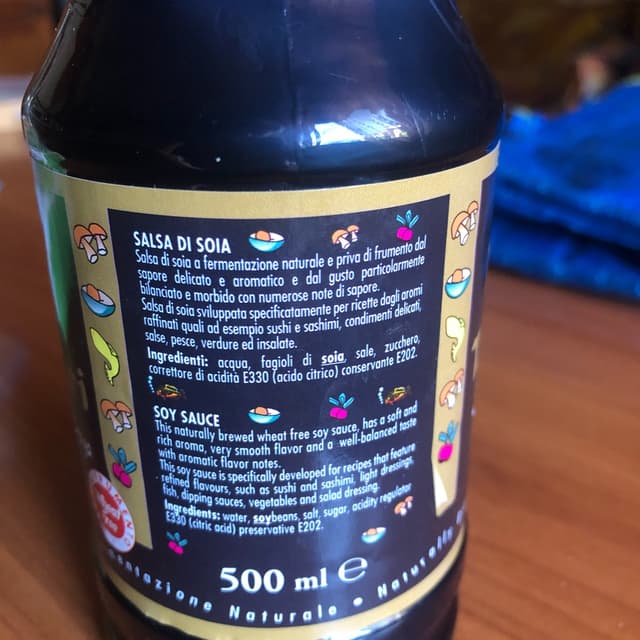 SALSA DI SOIA
Salsa di soia a fermentazione naturale e priva di frumento dal
sapore delicato e aromatico e dal gusto particolarmente
bilanciato e morbido con numerose note di sapore.
Salsa di soia sviluppata specificatamente per ricette dagli aromi
raffinati quali ad esempio sushi e sashimi, condimenti delicati,
salse, pesce, verdure ed insalate.
Ingredienti: acqua, fagioli di soia, sale, zucchero,
correttore di acidità E330 (acido citrico) conservante E202.
SOY SAUCE
This naturally brewed wheat free soy sauce, has a soft and
rich aroma, very smooth flavor and a well-balanced taste
with aromatic flavor notes.
This soy sauce is specifically developed for recipes that feature
refined flavours, such as sushi and sashimi, light dressings,
fish, dipping sauces, vegetables and salad dressing.
Ingredients: water, soybeans, salt, sugar, acidity regulator
E330 (citric acid) preservative E202.
500 ml e
Naturale • Naturally